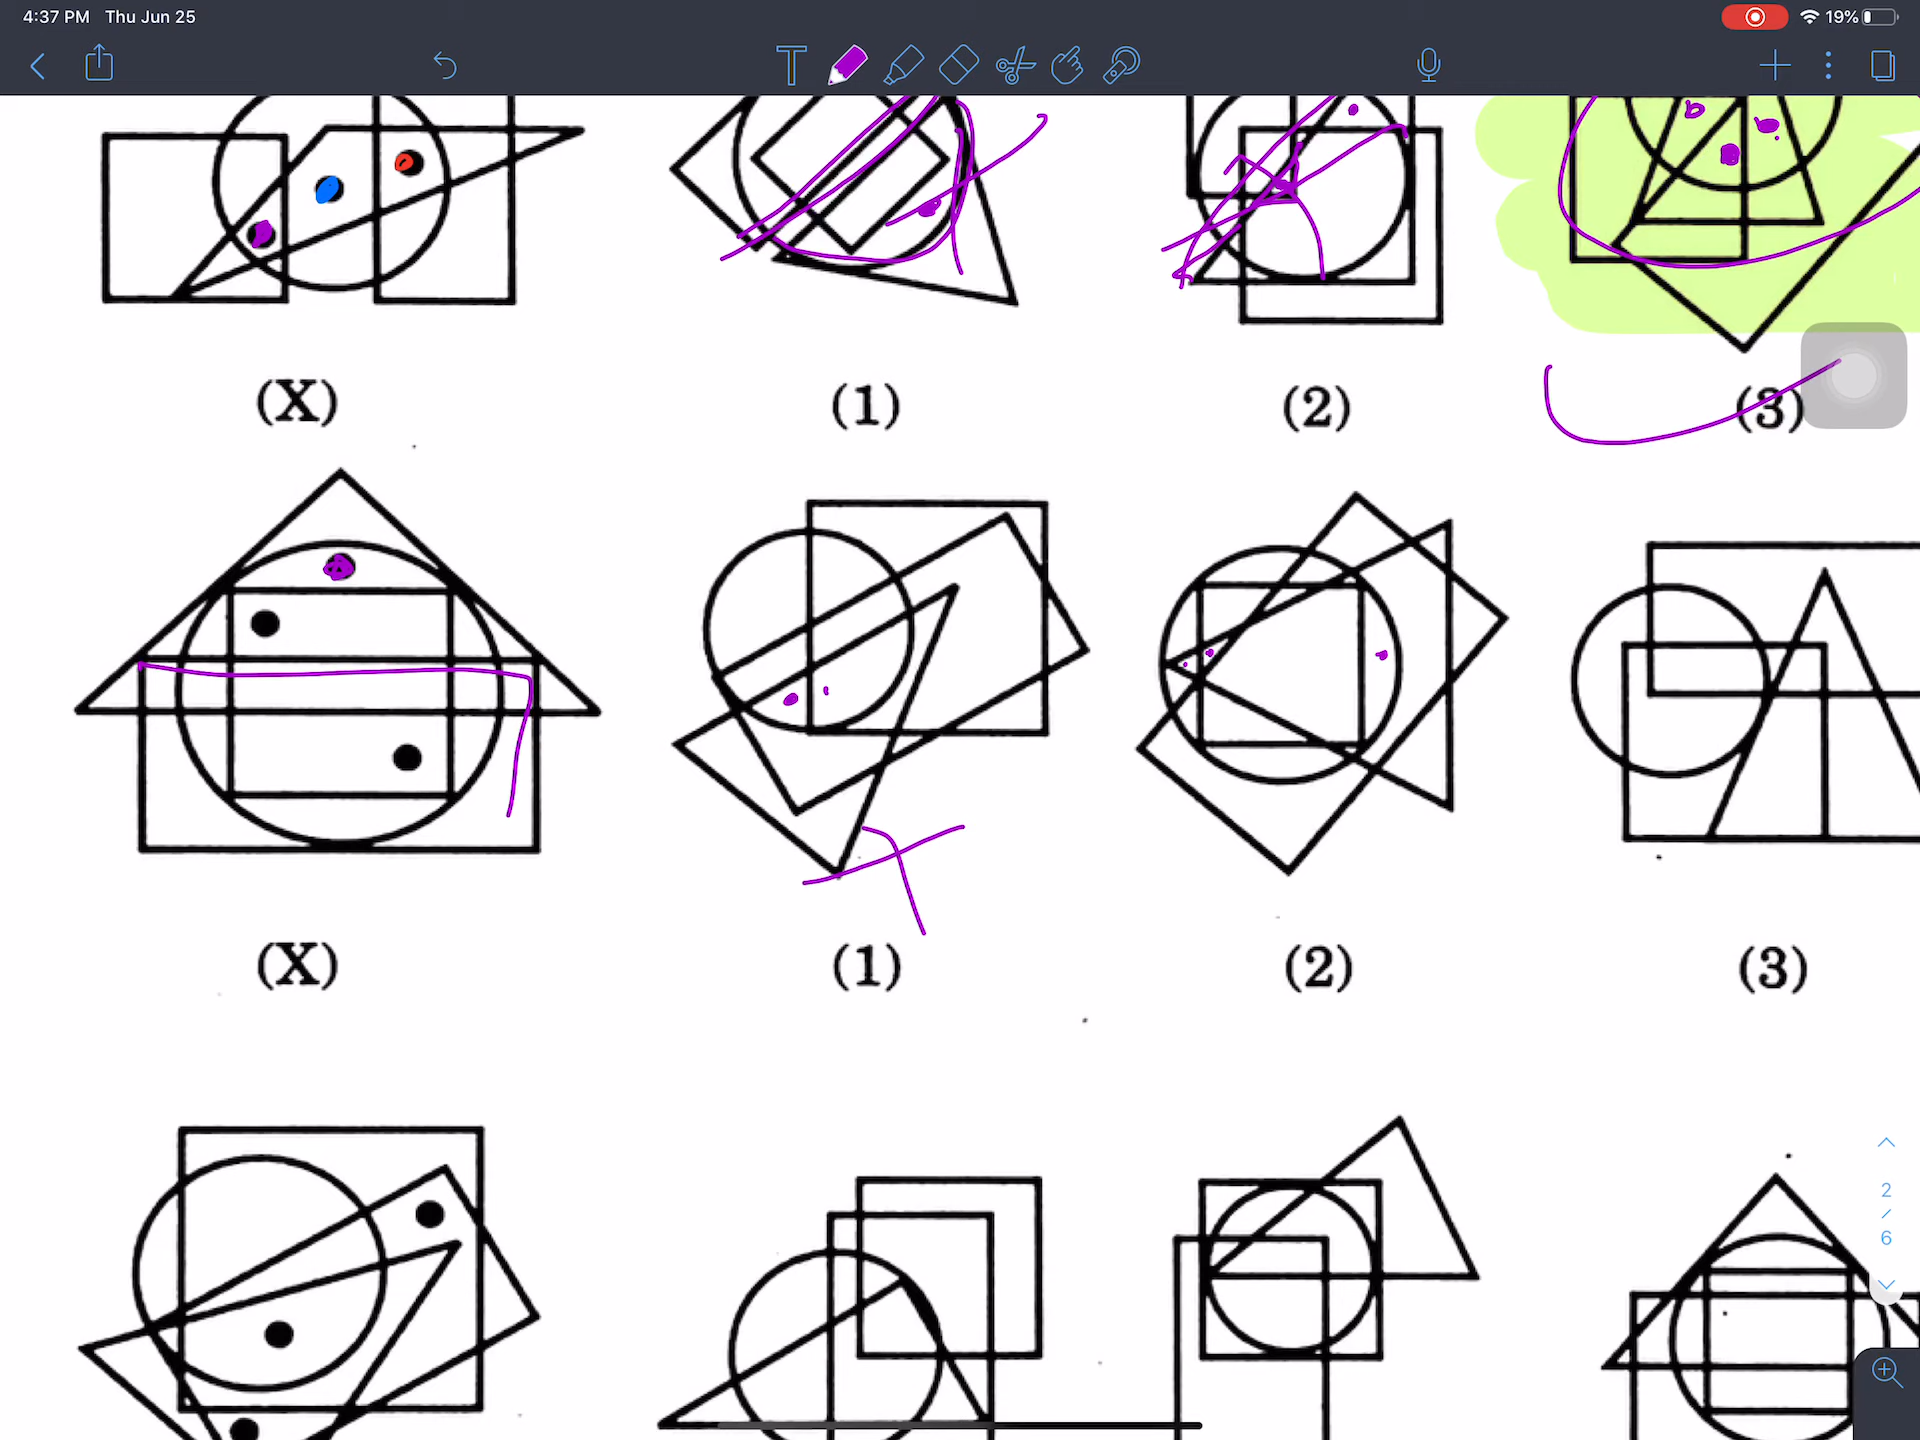 4:37 PM Thu Jun 25
19%
T
(X) (1) (2) (3)
(X) (1) (2) (3)
2
/
6